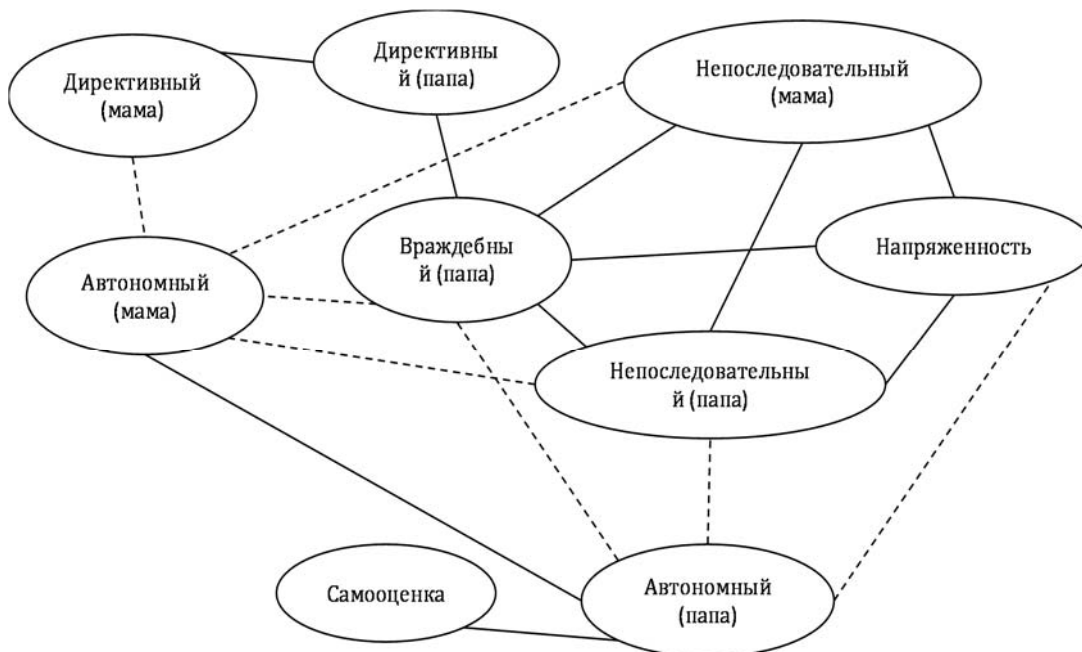 Директивный
(мама)
Директивны
й (папа)
Непоследовательный
(мама)
Автономный
(мама)
Враждебны
й (папа)
Напряженность
Непоследовательны
й (папа)
Самооценка
Автономный
(папа)